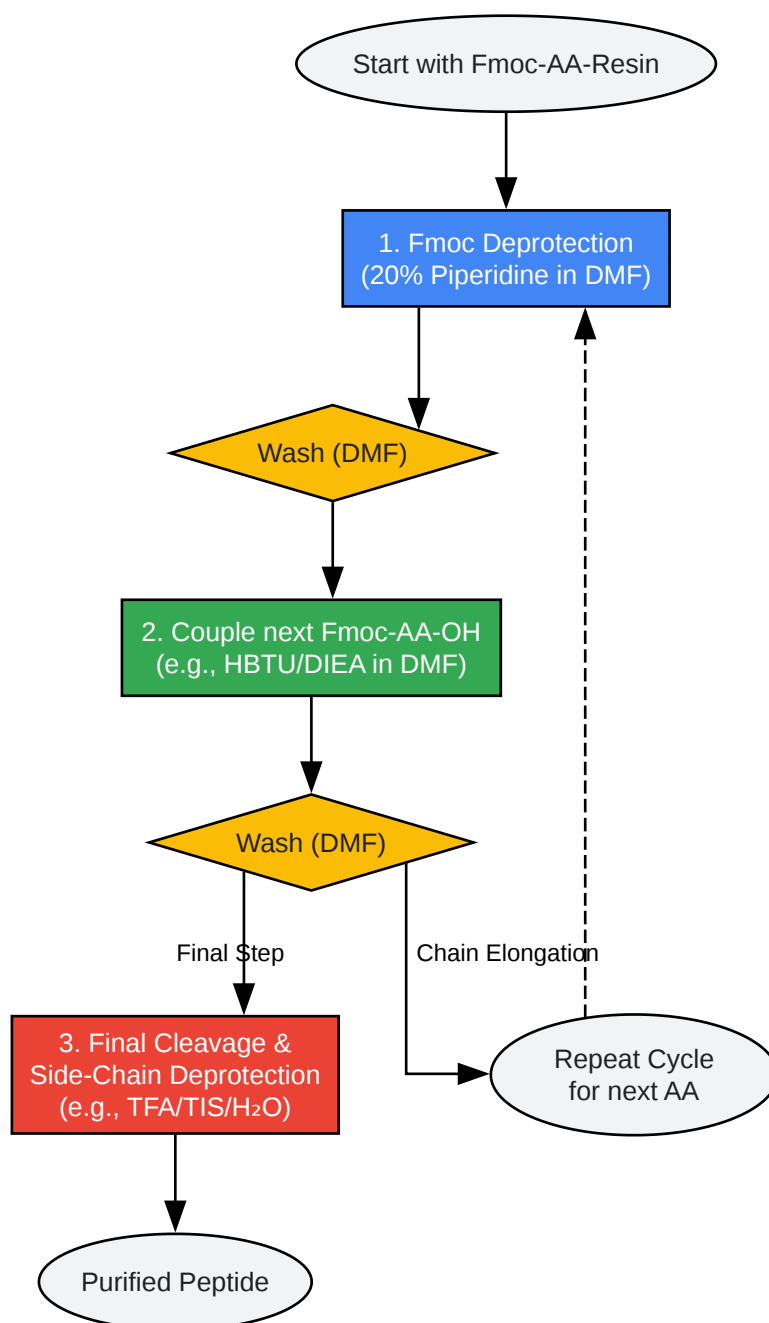 Start with Fmoc-AA-Resin
1. Fmoc Deprotection
(20% Piperidine in DMF)
Wash (DMF)
2. Couple next Fmoc-AA-OH
(e.g., HBTU/DIEA in DMF)
Wash (DMF)
Final Step
Chain Elongation
3. Final Cleavage &
Side-Chain Deprotection
(e.g., TFA/TIS/H₂O)
Repeat Cycle
for next AA
Purified Peptide